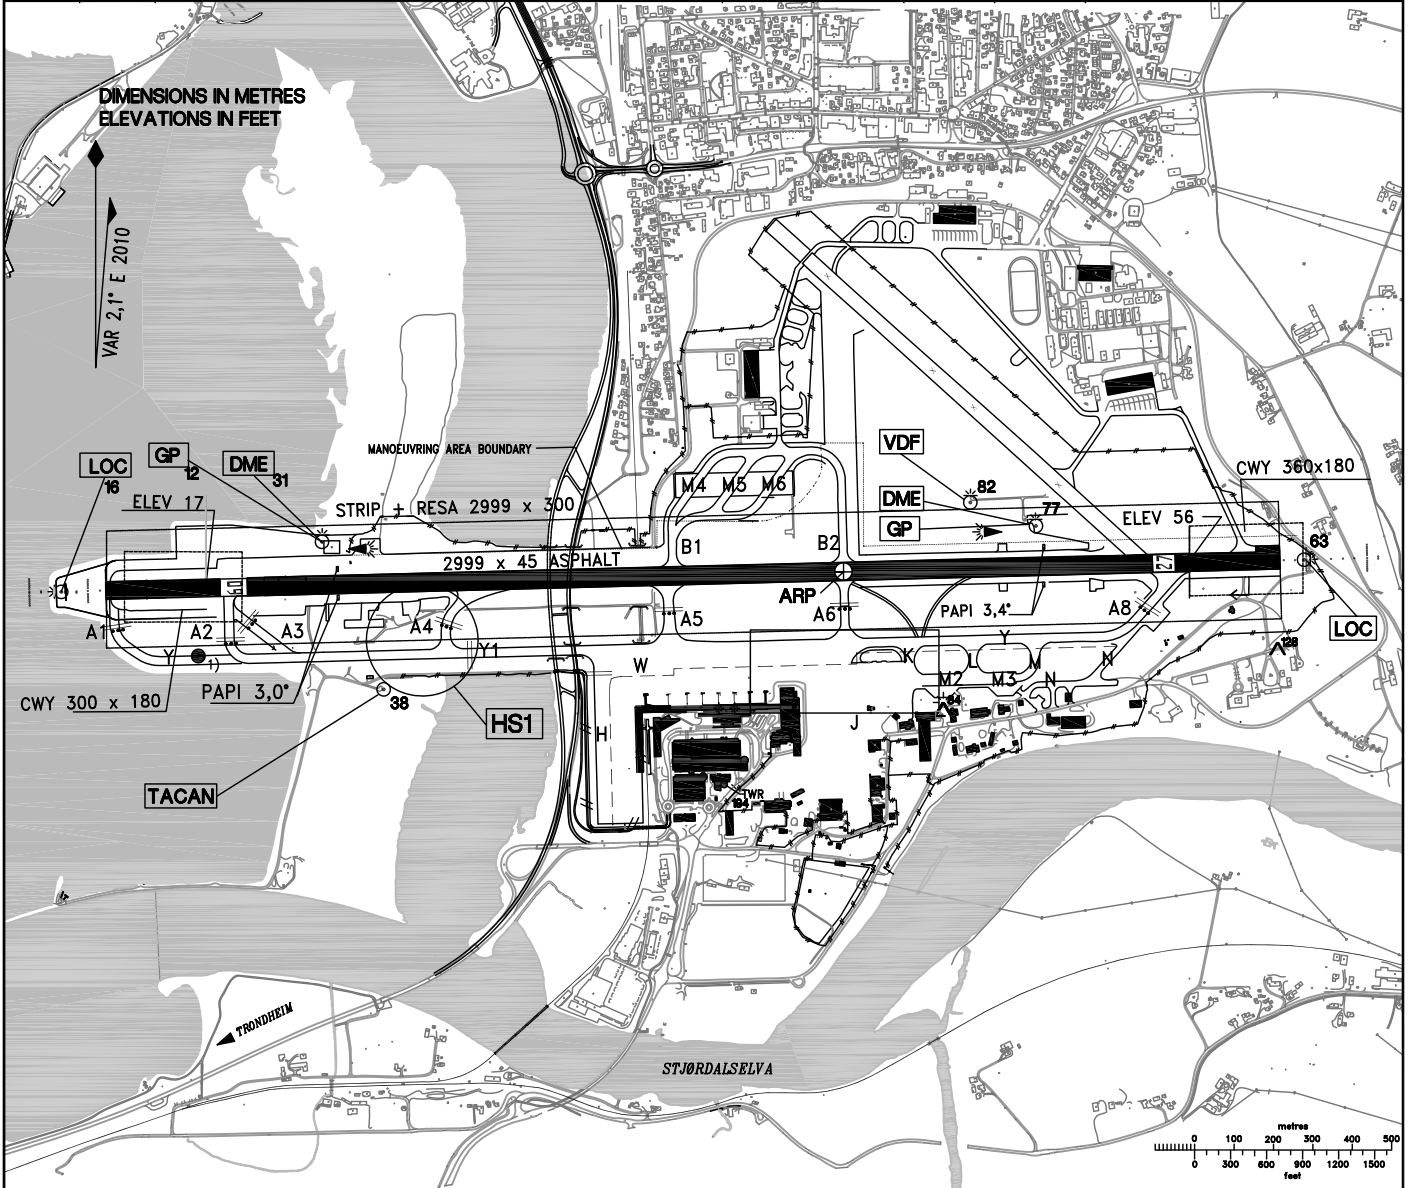 DIMENSIONS IN METRES
ELEVATIONS IN FEET
VAR 2,1° E 2010
MANOEUVRING AREA BOUNDARY
LOC
16
GP
12
DME
31
ELEV 17
STRIP + RESA 2999 x 300
M4 M5 M6
VDF
82
DME
77
GP
CWY 360x180
ELEV 56
63
2999 x 45 ASPHALT
B1
B2
09
27
ARP
PAPI 3,4°
A1
A2
A3
A4
A5
A6
A8
LOC
128
Y
1)
Y1
W
K
L
M
N
Y
M2
M3
N
CWY 300 x 180
PAPI 3,0°
38
HS1
H
J
84
TACAN
TWR
194
TRONDHEIM
STJØRDALSELVA
metres
0 100 200 300 400 500
0 300 600 900 1200 1500
feet